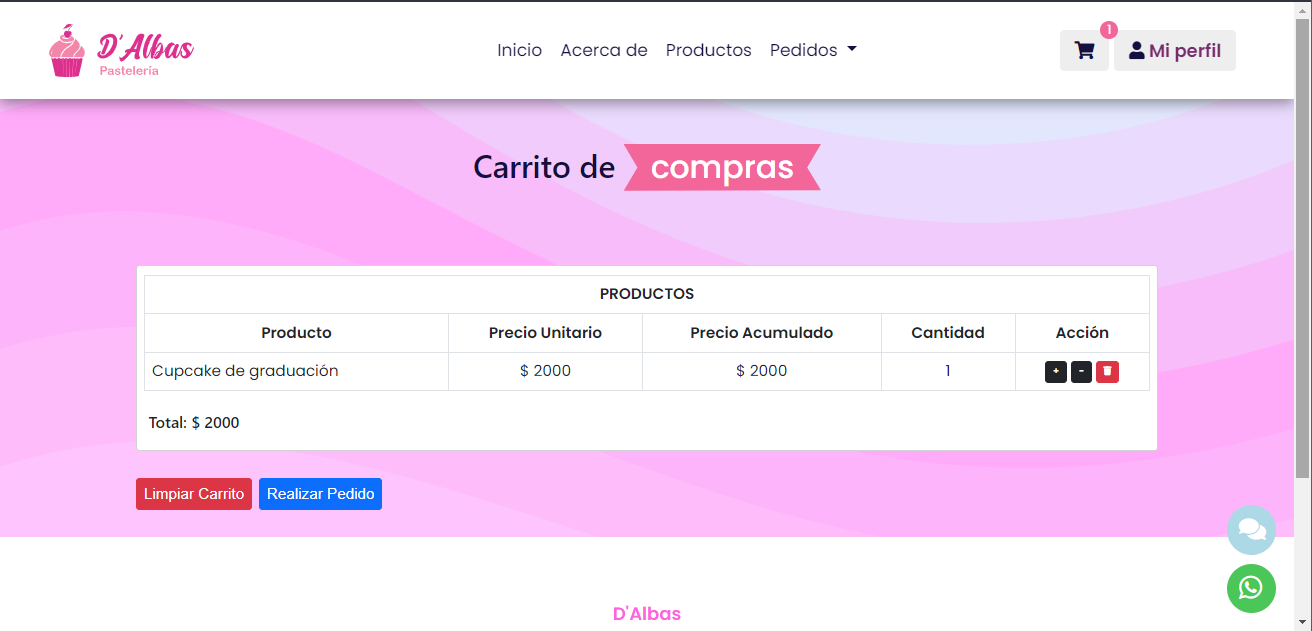 D'Albas
Pastelería
Inicio Acerca de Productos Pedidos
1
Mi perfil
Carrito de compras
PRODUCTOS
Producto Precio Unitario Precio Acumulado Cantidad Acción
Cupcake de graduación $ 2000 $ 2000 1 + -
Total: $ 2000
Limpiar Carrito Realizar Pedido
D'Albas